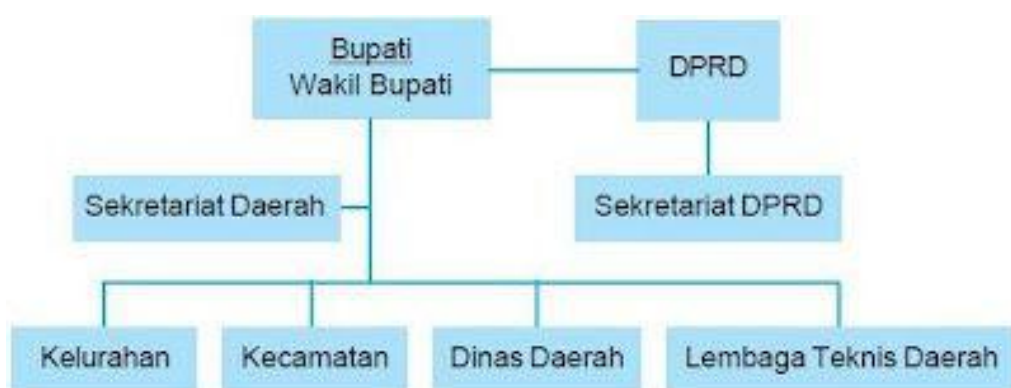 Bupati
Wakil Bupati
DPRD
Sekretariat Daerah
Sekretariat DPRD
Kelurahan
Kecamatan
Dinas Daerah
Lembaga Teknis Daerah